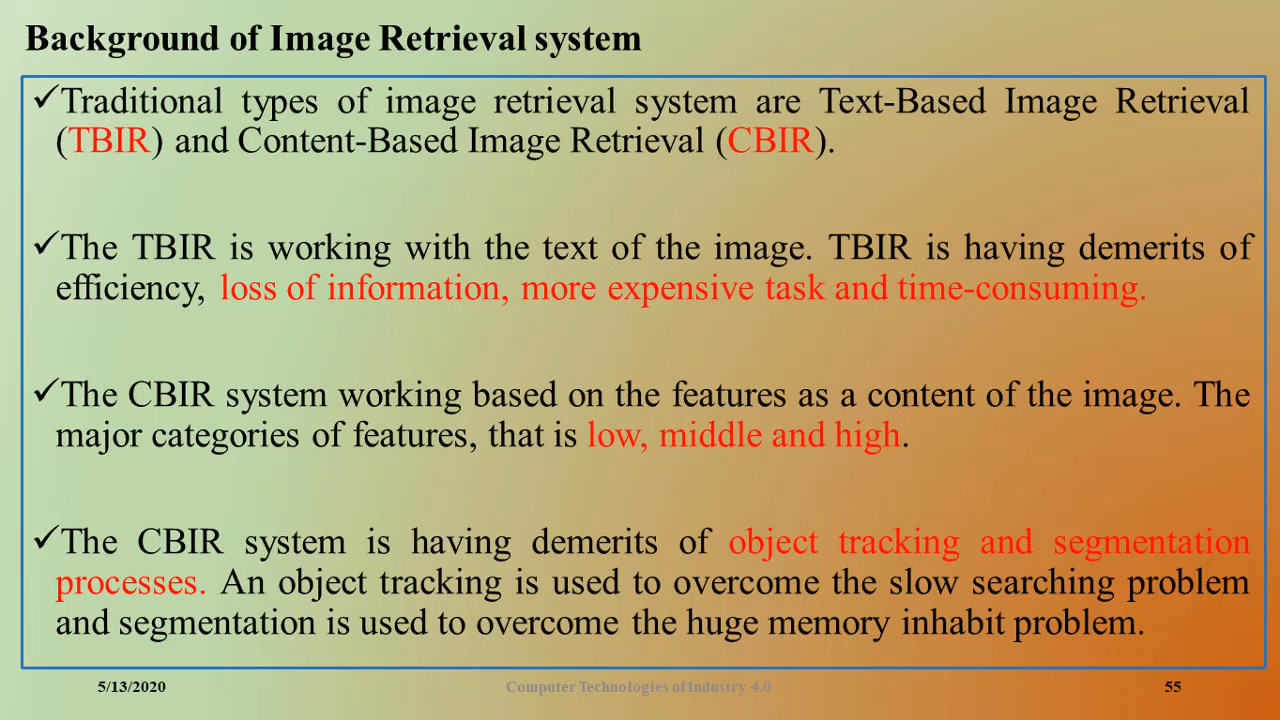 Background of Image Retrieval system
✓Traditional types of image retrieval system are Text-Based Image Retrieval
(TBIR) and Content-Based Image Retrieval (CBIR).
✓The TBIR is working with the text of the image. TBIR is having demerits of
efficiency, loss of information, more expensive task and time-consuming.
✓The CBIR system working based on the features as a content of the image. The
major categories of features, that is low, middle and high.
✓The CBIR system is having demerits of object tracking and segmentation
processes. An object tracking is used to overcome the slow searching problem
and segmentation is used to overcome the huge memory inhabit problem.
5/13/2020
Computer Technologies of Industry 4.0
55